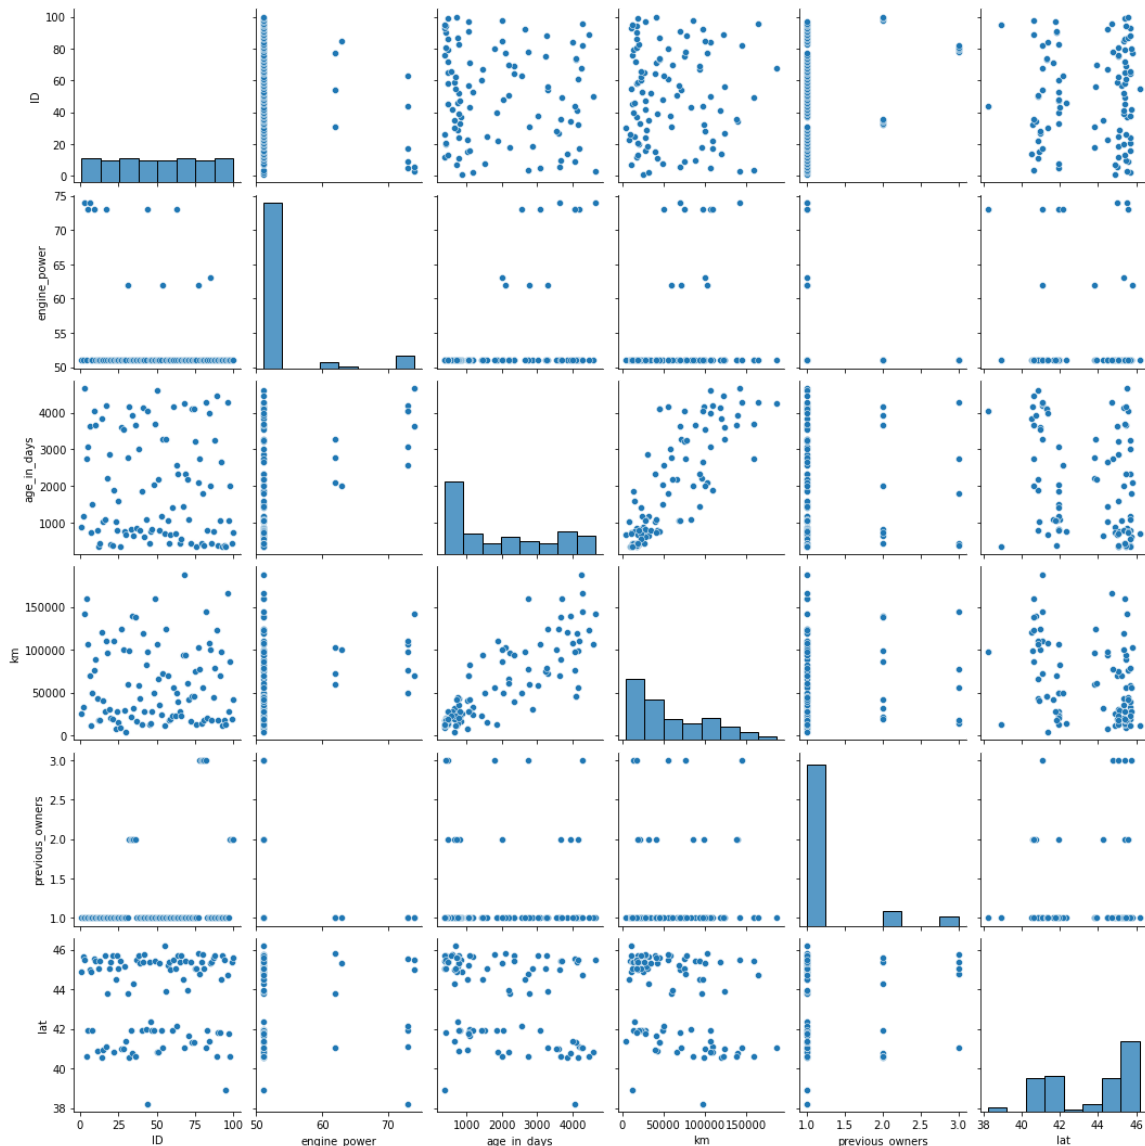 100
80
60
40
20
0
ID
75
70
65
60
55
50
engine_power
4000
3000
2000
1000
age_in_days
150000
100000
50000
0
km
3.0
2.5
2.0
1.5
1.0
previous_owners
46
44
42
40
38
lat
0 25 50 75 100
ID
50 60 70
engine_power
1000 2000 3000 4000
age_in_days
0 50000 100000 150000
km
1.0 1.5 2.0 2.5 3.0
previous_owners
38 40 42 44 46
lat